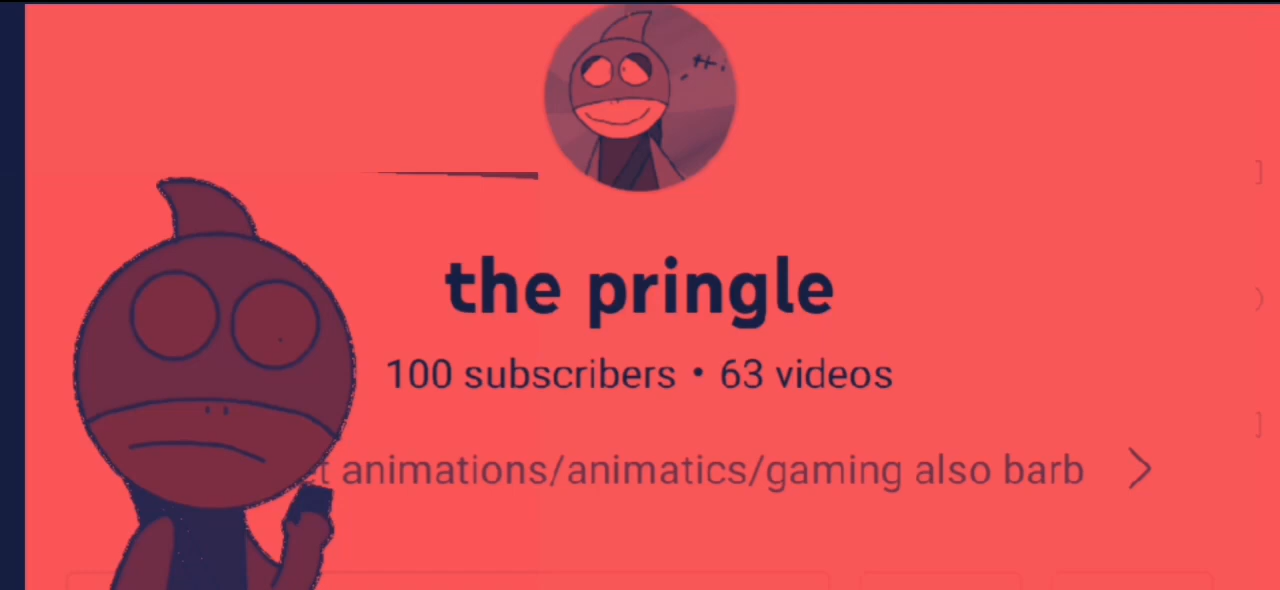 the pringle
100 subscribers • 63 videos
t animations/animatics/gaming also barb